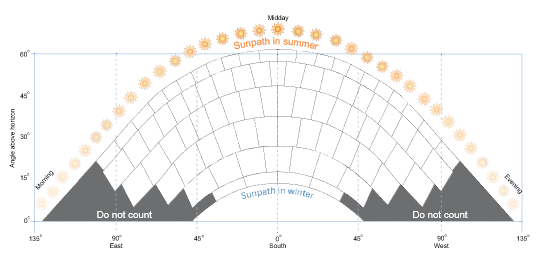 Midday
Sunpath in summer
60°
45°
30°
15°
0°
Angle above horizon
Morning
Evening
Sunpath in winter
Do not count
Do not count
135°
90°
45°
0°
45°
90°
135°
East
South
West